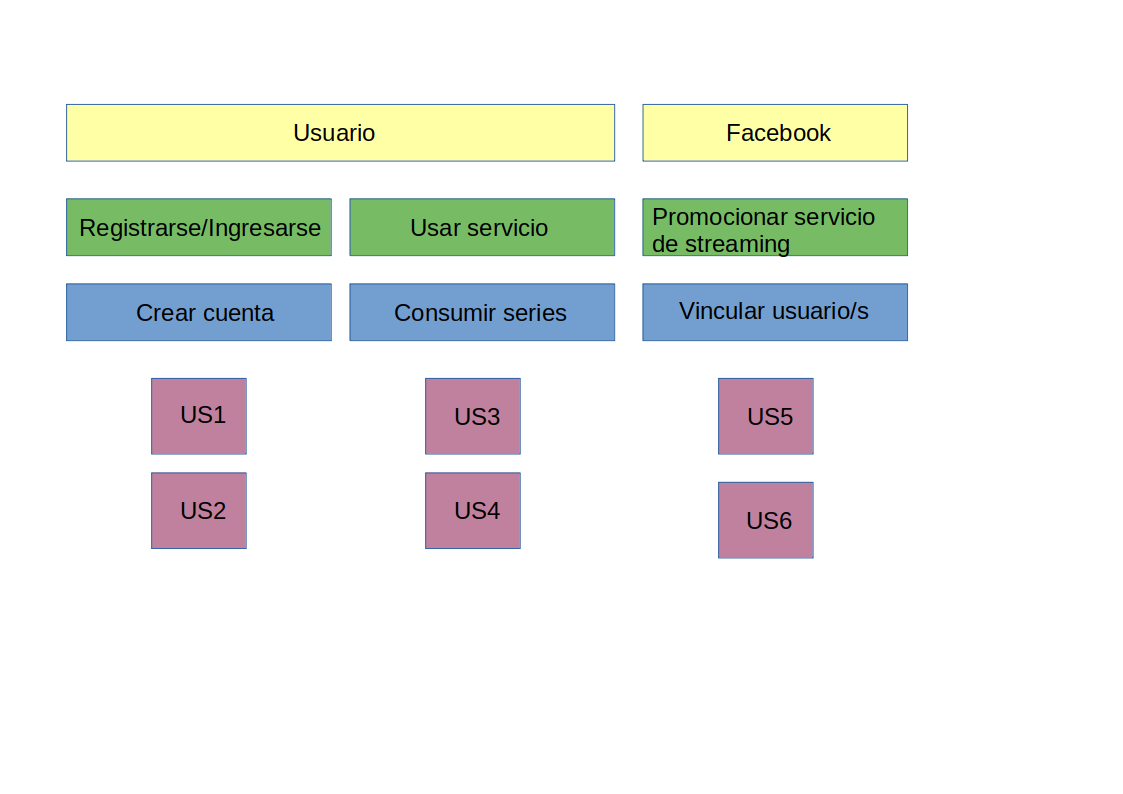 Usuario
Facebook
Registrarse/Ingresarse
Usar servicio
Promocionar servicio
de streaming
Crear cuenta
Consumir series
Vincular usuario/s
US1
US3
US5
US2
US4
US6